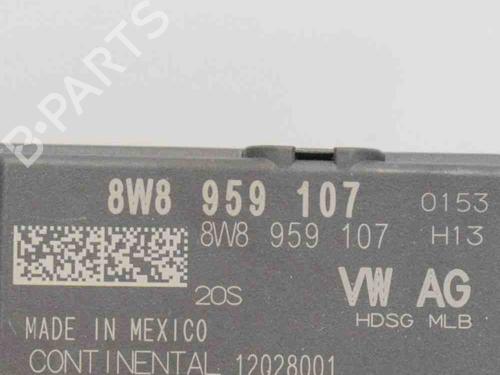 B-PARTS
8W8 959 107 0153
8W8 959 107 H13
20S VW AG
HDSG MLB
MADE IN MEXICO
CONTINENTAL 12028001